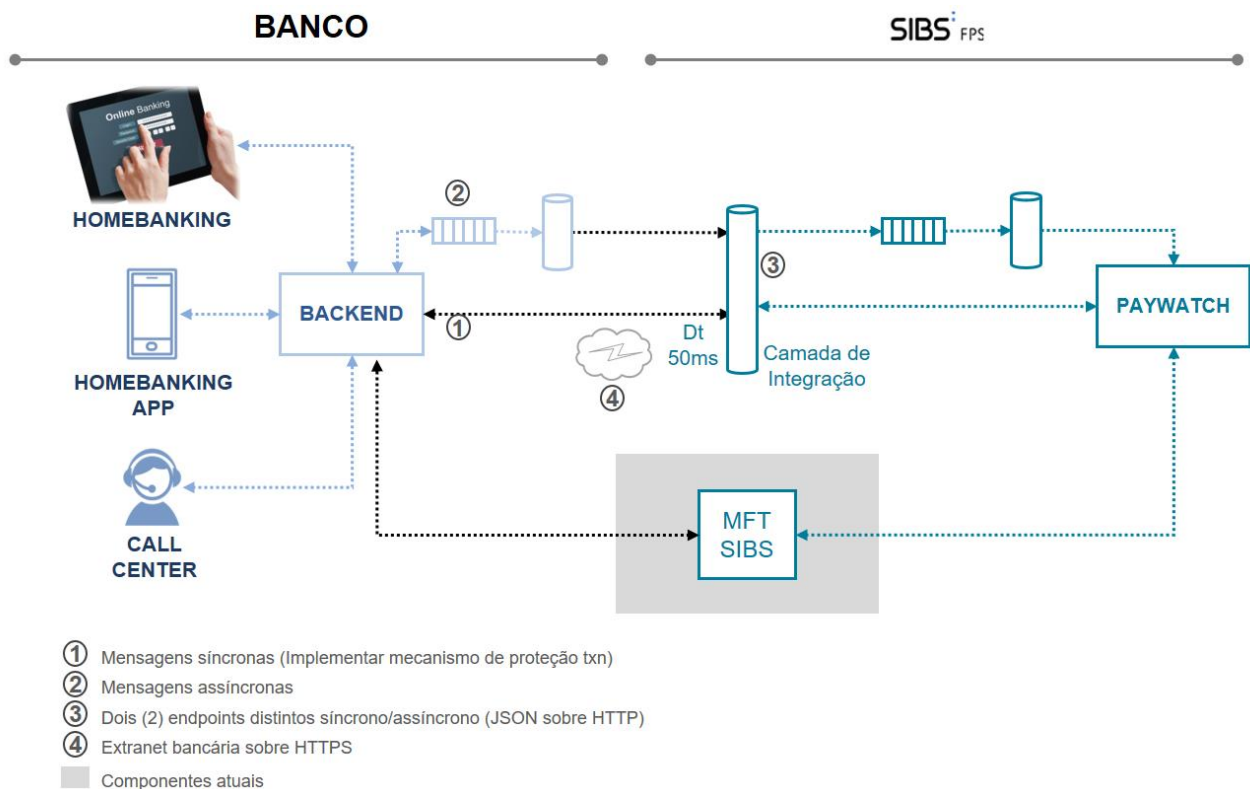 BANCO
SIBS FPS
Online Banking
HOMEBANKING
2
3
BACKEND
1
PAYWATCH
Dt
50ms
Camada de
Integração
4
HOMEBANKING
APP
CALL
CENTER
MFT
SIBS
1 Mensagens síncronas (Implementar mecanismo de proteção txn)
2 Mensagens assíncronas
3 Dois (2) endpoints distintos síncrono/assíncrono (JSON sobre HTTP)
4 Extranet bancária sobre HTTPS
Componentes atuais